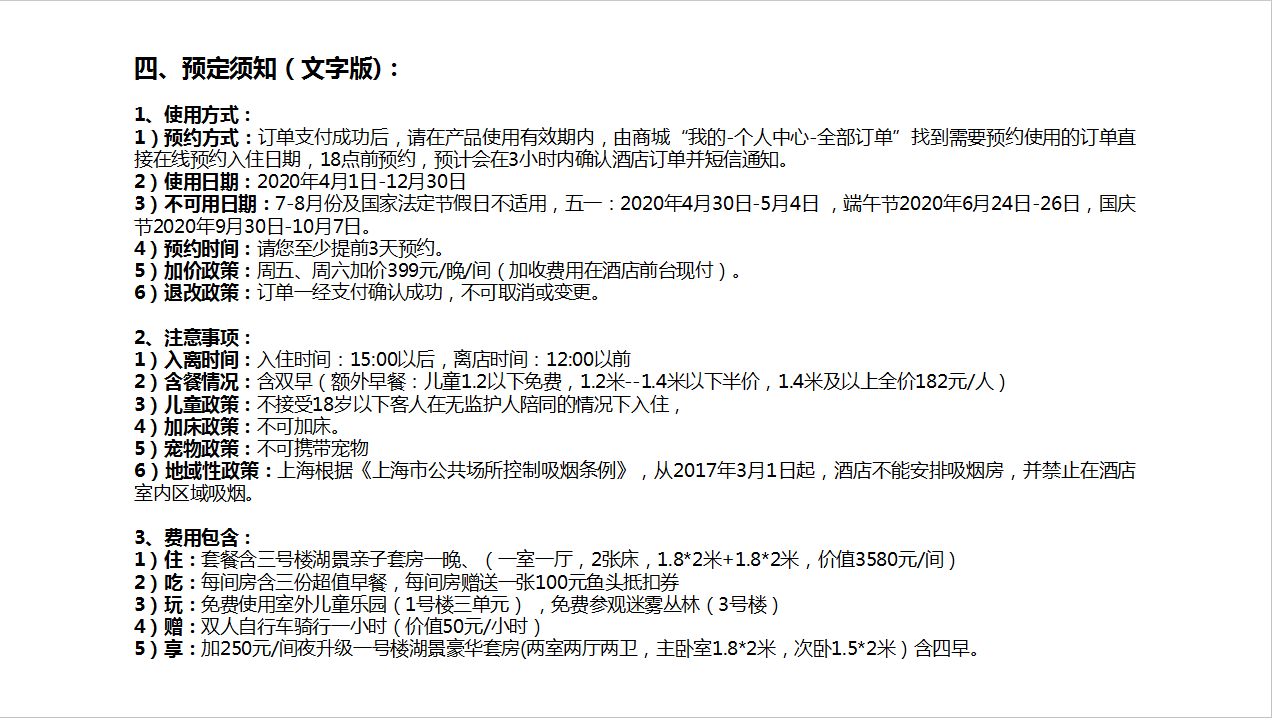 四、预定须知（文字版)：
1、使用方式：
1）预约方式：订单支付成功后，请在产品使用有效期内，由商城“我的-个人中心-全部订单”找到需要预约使用的订单直
接在线预约入住日期，18点前预约，预计会在3小时内确认酒店订单并短信通知。
2）使用日期：2020年4月1日-12月30日
3）不可用日期：7-8月份及国家法定节假日不适用，五一：2020年4月30日-5月4日 ，端午节2020年6月24日-26日，国庆
节2020年9月30日-10月7日。
4）预约时间：请您至少提前3天预约。
5）加价政策：周五、周六加价399元/晚/间（加收费用在酒店前台现付）。
6）退改政策：订单一经支付确认成功，不可取消或变更。
2、注意事项：
1）入离时间：入住时间：15:00以后，离店时间：12:00以前
2）含餐情况：含双早（额外早餐：儿童1.2以下免费，1.2米--1.4米以下半价，1.4米及以上全价182元/人）
3）儿童政策：不接受18岁以下客人在无监护人陪同的情况下入住，
4）加床政策：不可加床。
5）宠物政策：不可携带宠物
6）地域性政策：上海根据《上海市公共场所控制吸烟条例》，从2017年3月1日起，酒店不能安排吸烟房，并禁止在酒店
室内区域吸烟。
3、费用包含：
1）住：套餐含三号楼湖景亲子套房一晚、（一室一厅，2张床，1.8*2米+1.8*2米，价值3580元/间）
2）吃：每间房含三份超值早餐，每间房赠送一张100元鱼头抵扣券
3）玩：免费使用室外儿童乐园（1号楼三单元），免费参观迷雾丛林（3号楼）
4）赠：双人自行车骑行一小时（价值50元/小时）
5）享：加250元/间夜升级一号楼湖景豪华套房(两室两厅两卫，主卧室1.8*2米，次卧1.5*2米）含四早。